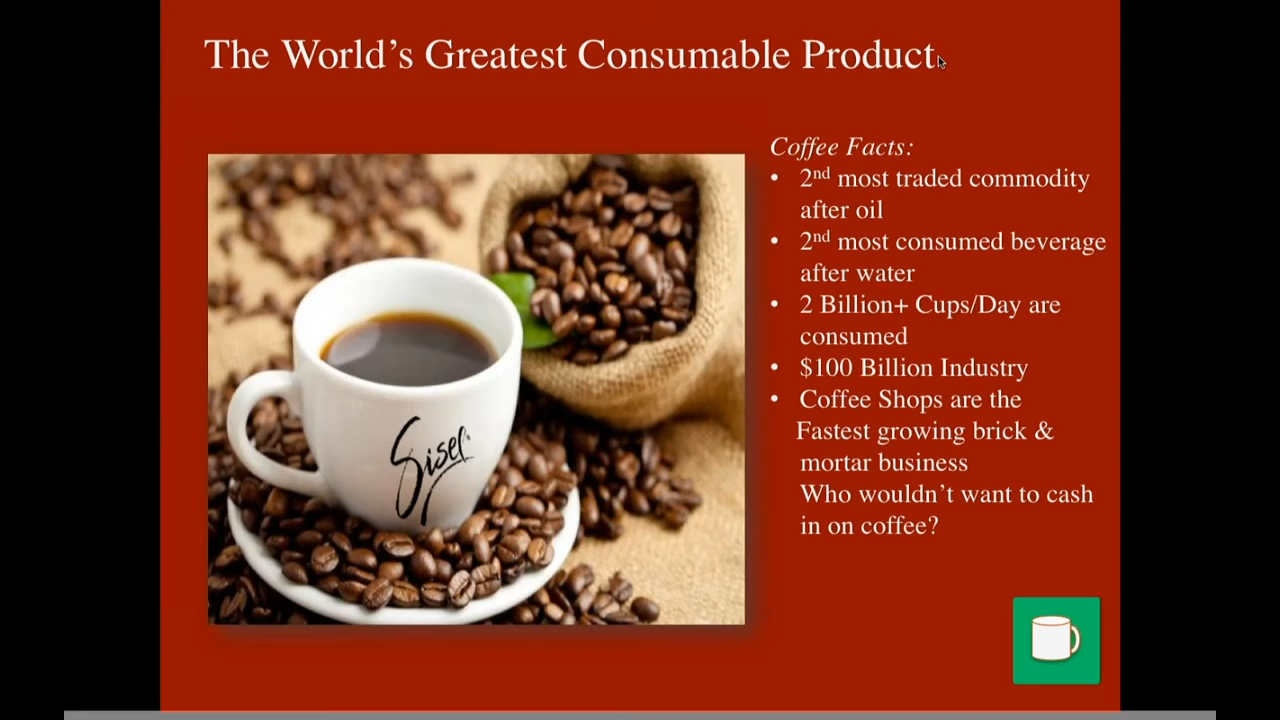 The World’s Greatest Consumable Product
Coffee Facts:
• 2nd most traded commodity
after oil
• 2nd most consumed beverage
after water
• 2 Billion+ Cups/Day are
consumed
• $100 Billion Industry
• Coffee Shops are the
Fastest growing brick &
mortar business
Who wouldn’t want to cash
in on coffee?
Sisel